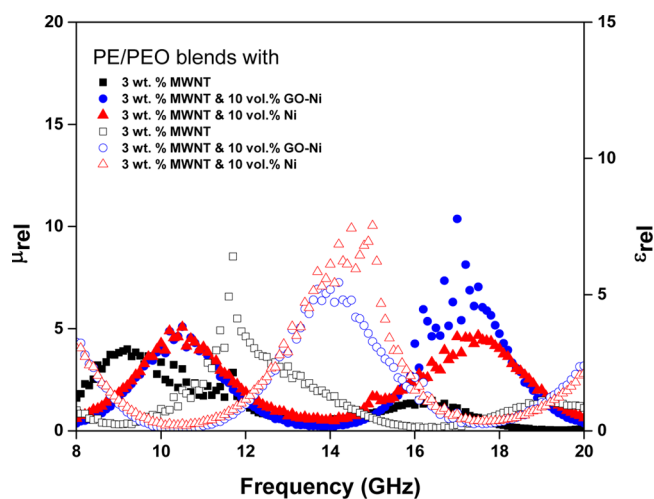 PE/PEO blends with
3 wt. % MWNT
3 wt. % MWNT & 10 vol.% GO-Ni
3 wt. % MWNT & 10 vol.% Ni
3 wt. % MWNT
3 wt. % MWNT & 10 vol.% GO-Ni
3 wt. % MWNT & 10 vol.% Ni
20
15
10
5
0
μrel
15
10
5
0
εrel
8 10 12 14 16 18 20
Frequency (GHz)